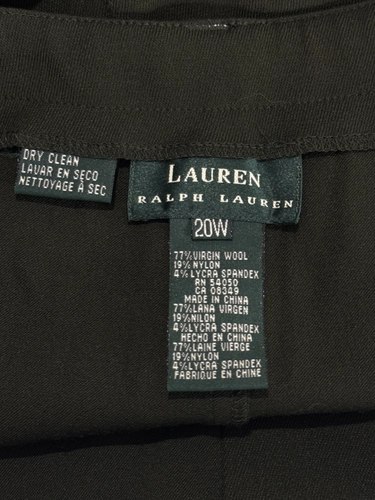 DRY CLEAN
LAVAR EN SECO
NETTOYAGE À SEC
LAUREN
RALPH LAUREN
20W
77%VIRGIN WOOL
19%NYLON
4%LYCRA SPANDEX
RN 54050
CA 08349
MADE IN CHINA
77%LANA VIRGEN
19%NILON
4%LYCRA SPANDEX
HECHO EN CHINA
77%LAINE VIERGE
19%NYLON
4%LYCRA SPANDEX
FABRIQUE EN CHINE